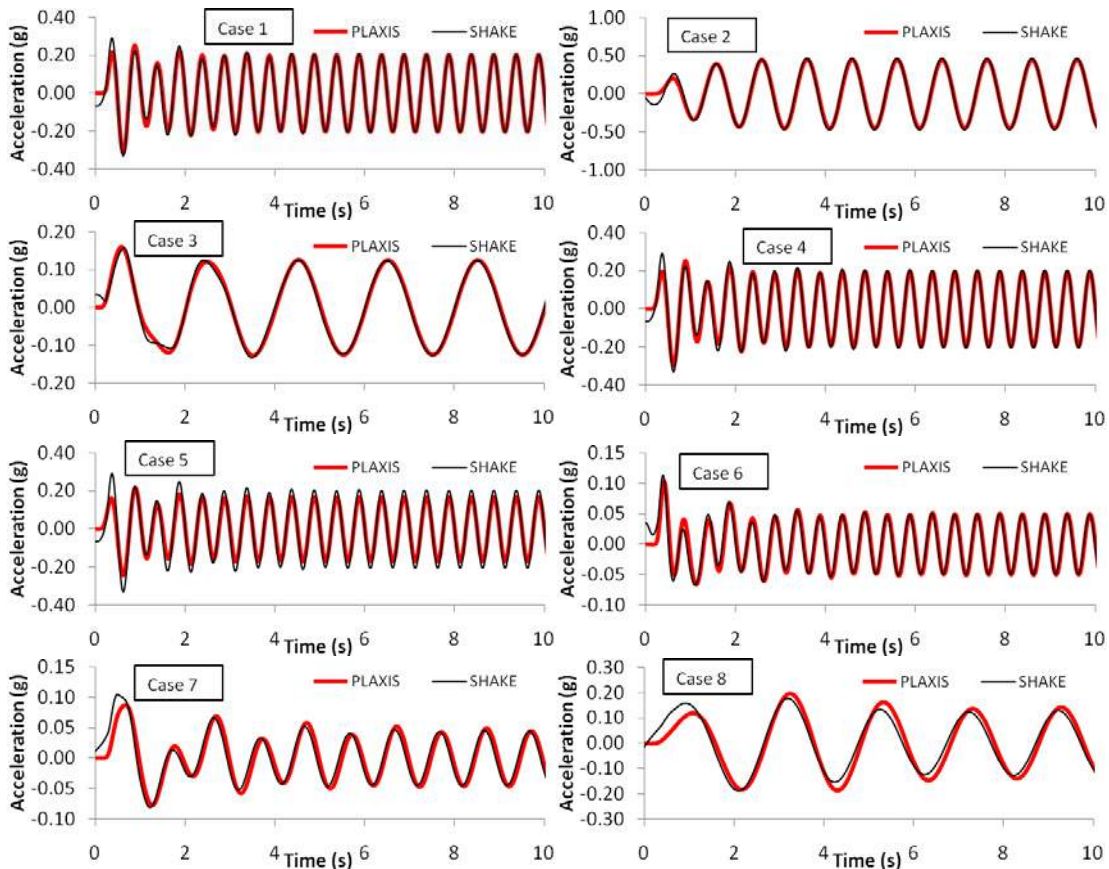 Case 1
PLAXIS SHAKE
Acceleration (g)
0.40
0.20
0.00
-0.20
-0.40
0 2 4 6 8 10
Time (s)
Case 2
PLAXIS SHAKE
Acceleration (g)
1.00
0.50
0.00
-0.50
-1.00
0 2 4 6 8 10
Time (s)
Case 3
PLAXIS SHAKE
Acceleration (g)
0.20
0.10
0.00
-0.10
-0.20
0 2 4 6 8 10
Time (s)
Case 4
PLAXIS SHAKE
Acceleration (g)
0.40
0.20
0.00
-0.20
-0.40
0 2 4 6 8 10
Time (s)
Case 5
PLAXIS SHAKE
Acceleration (g)
0.40
0.20
0.00
-0.20
-0.40
0 2 4 6 8 10
Time (s)
Case 6
PLAXIS SHAKE
Acceleration (g)
0.15
0.10
0.05
0.00
-0.05
-0.10
0 2 4 6 8 10
Time (s)
Case 7
PLAXIS SHAKE
Acceleration (g)
0.15
0.10
0.05
0.00
-0.05
-0.10
0 2 4 6 8 10
Time (s)
Case 8
PLAXIS SHAKE
Acceleration (g)
0.30
0.20
0.10
0.00
-0.10
-0.20
-0.30
0 2 4 6 8 10
Time (s)